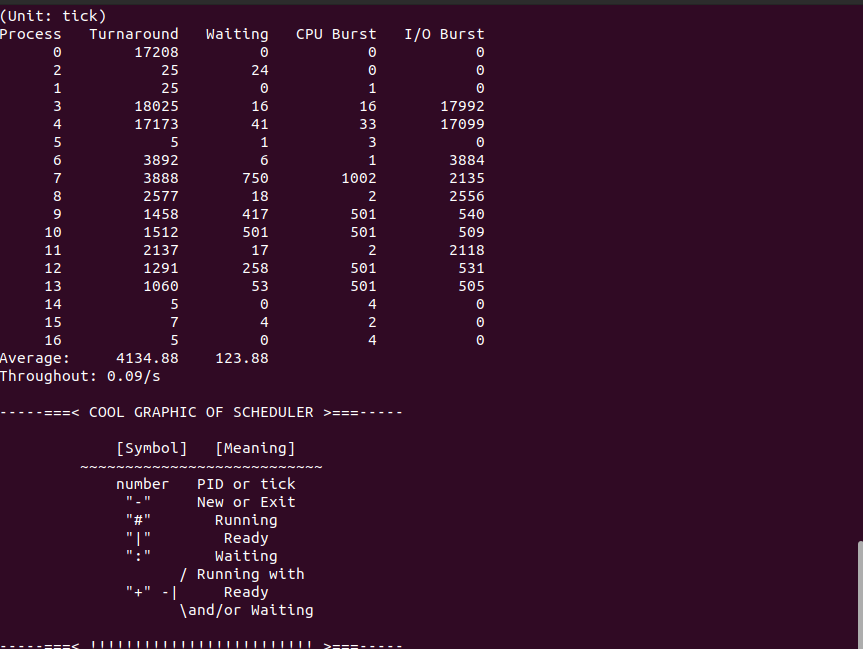 (Unit: tick)
Process   Turnaround   Waiting   CPU Burst   I/O Burst
      0        17208         0           0           0
      2           25        24           0           0
      1           25         0           1           0
      3        18025        16          16       17992
      4        17173        41          33       17099
      5            5         1           3           0
      6         3892         6           1        3884
      7         3888       750        1002        2135
      8         2577        18           2        2556
      9         1458       417         501         540
     10         1512       501         501         509
     11         2137        17           2        2118
     12         1291       258         501         531
     13         1060        53         501         505
     14            5         0           4           0
     15            7         4           2           0
     16            5         0           4           0
Average:     4134.88    123.88
Throughout: 0.09/s
-----===< COOL GRAPHIC OF SCHEDULER >===-----
             [Symbol]   [Meaning]
         ~~~~~~~~~~~~~~~~~~~~~~~~~~~
             number   PID or tick
              "-"     New or Exit
              "#"       Running
              "|"        Ready
              ":"       Waiting
                    / Running with
              "+" -|     Ready
                    \and/or Waiting
-----===< !!!!!!!!!!!!!!!!!!!!!!!!! >===-----